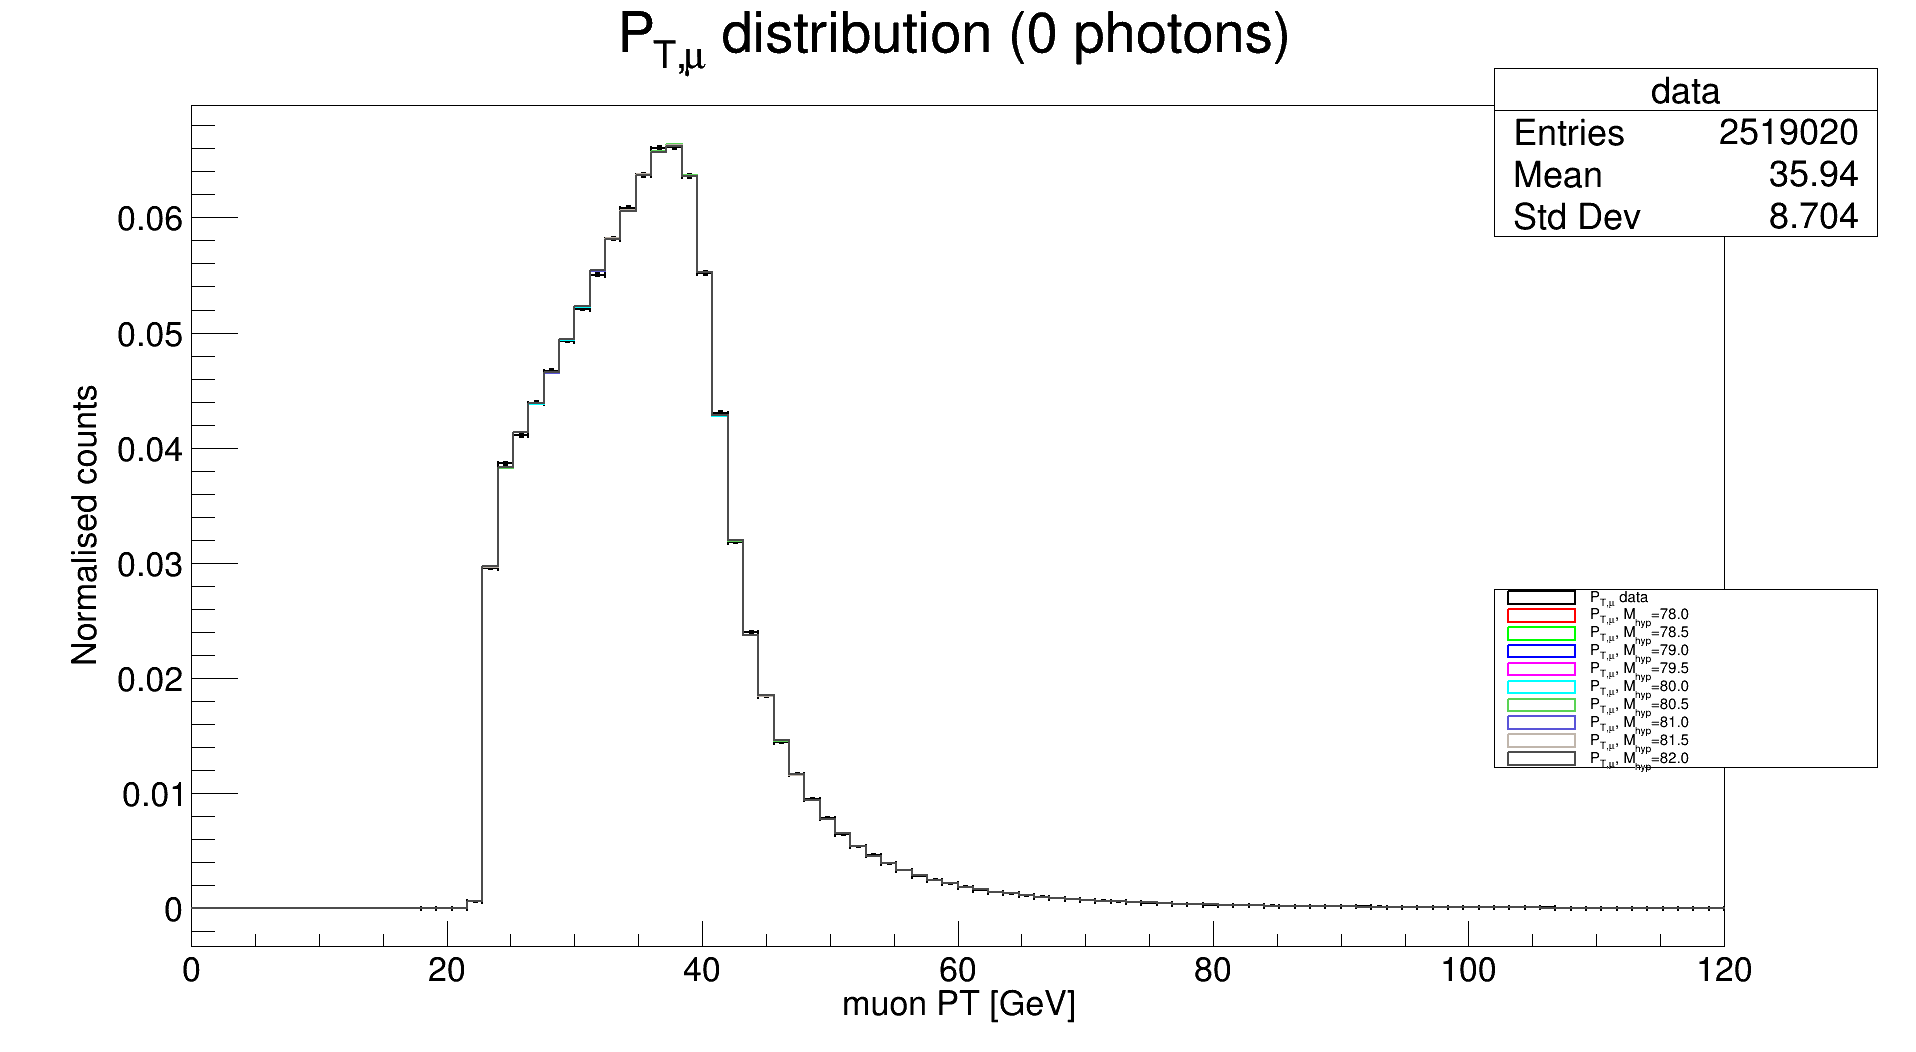 P_T,μ distribution (0 photons)
data
Entries 2519020
Mean 35.94
Std Dev 8.704
Normalised counts
0.06
0.05
0.04
0.03
0.02
0.01
0
P_T,μ data
P_T,μ, M_hyp=78.0
P_T,μ, M_hyp=78.5
P_T,μ, M_hyp=79.0
P_T,μ, M_hyp=79.5
P_T,μ, M_hyp=80.0
P_T,μ, M_hyp=80.5
P_T,μ, M_hyp=81.0
P_T,μ, M_hyp=81.5
P_T,μ, M_hyp=82.0
0 20 40 60 80 100 120
muon PT [GeV]